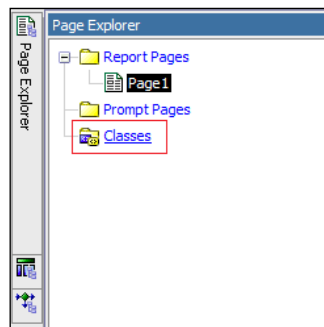 Page Explorer
Page Explorer
Report Pages
Page1
Prompt Pages
Classes